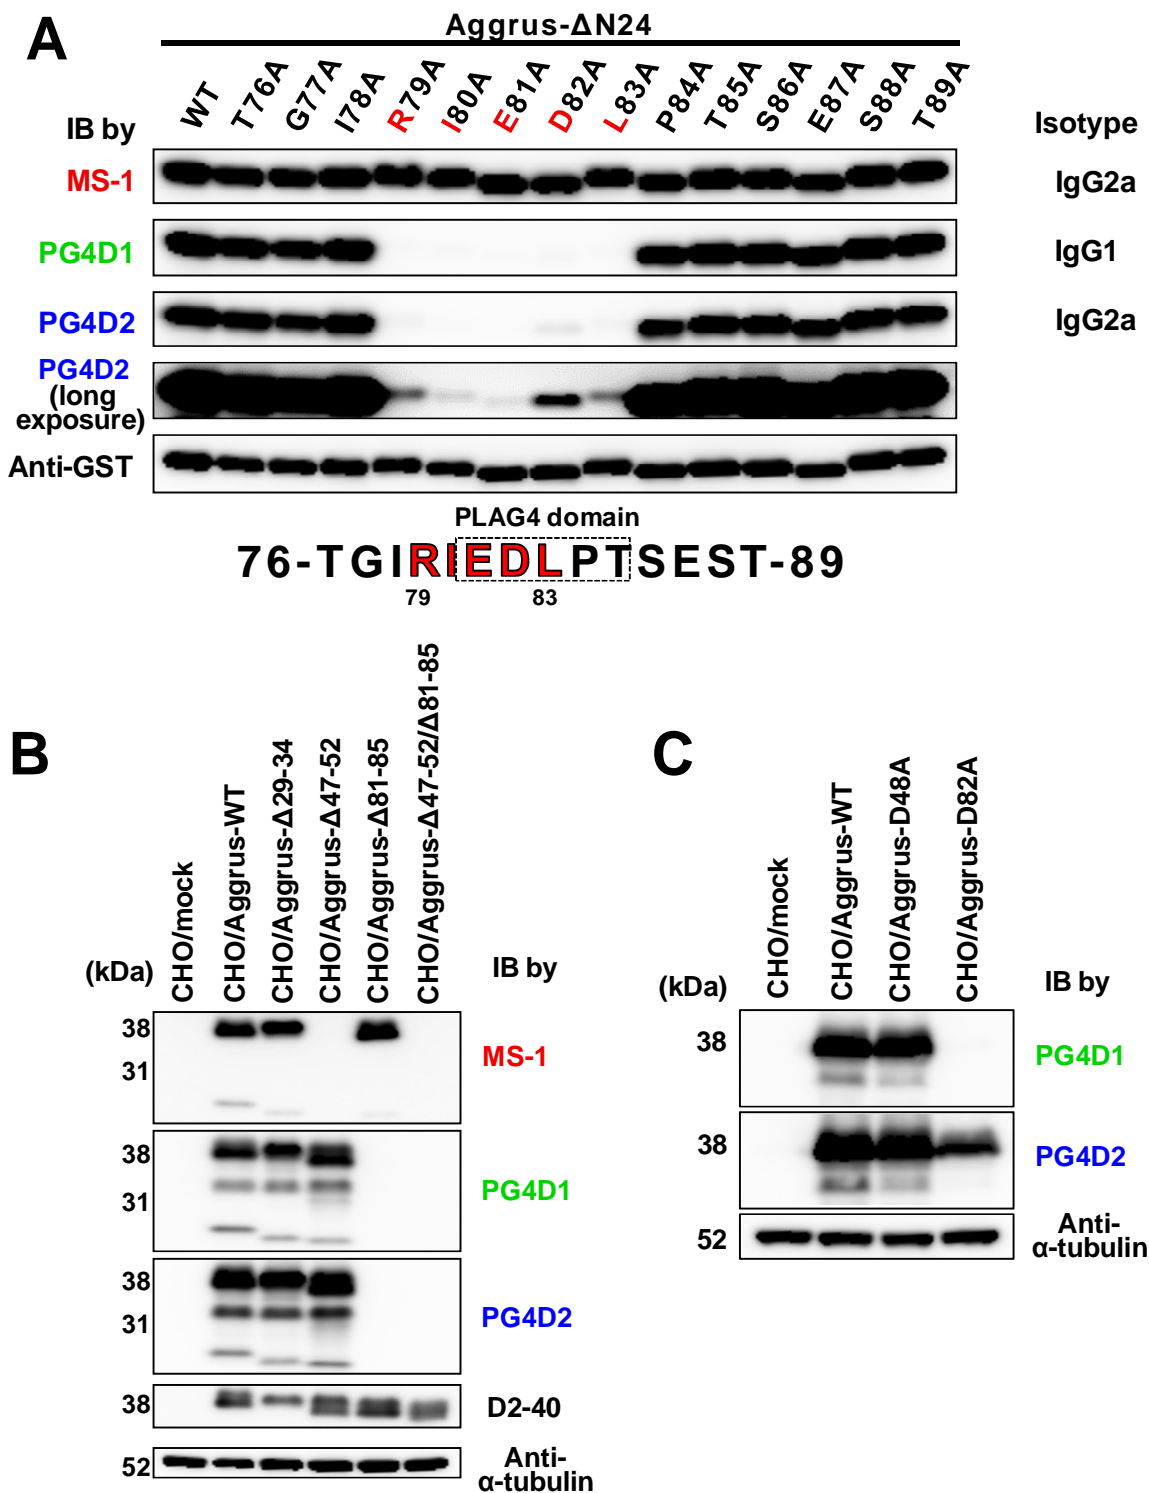 A
Aggrus-ΔN24
IB by
WT
T76A
G77A
I78A
R79A
I80A
E81A
D82A
L83A
P84A
T85A
S86A
E87A
S88A
T89A
Isotype
MS-1
IgG2a
PG4D1
IgG1
PG4D2
IgG2a
PG4D2
(long
exposure)
Anti-GST
PLAG4 domain
76-TGIRIEDLPTSEST-89
79
83
B
(kDa)
CHO/mock
CHO/Aggrus-WT
CHO/Aggrus-Δ29-34
CHO/Aggrus-Δ47-52
CHO/Aggrus-Δ81-85
CHO/Aggrus-Δ47-52/Δ81-85
IB by
38
31
MS-1
38
31
PG4D1
38
31
PG4D2
38
D2-40
52
Anti-
α-tubulin
C
(kDa)
CHO/mock
CHO/Aggrus-WT
CHO/Aggrus-D48A
CHO/Aggrus-D82A
IB by
38
PG4D1
38
PG4D2
52
Anti-
α-tubulin